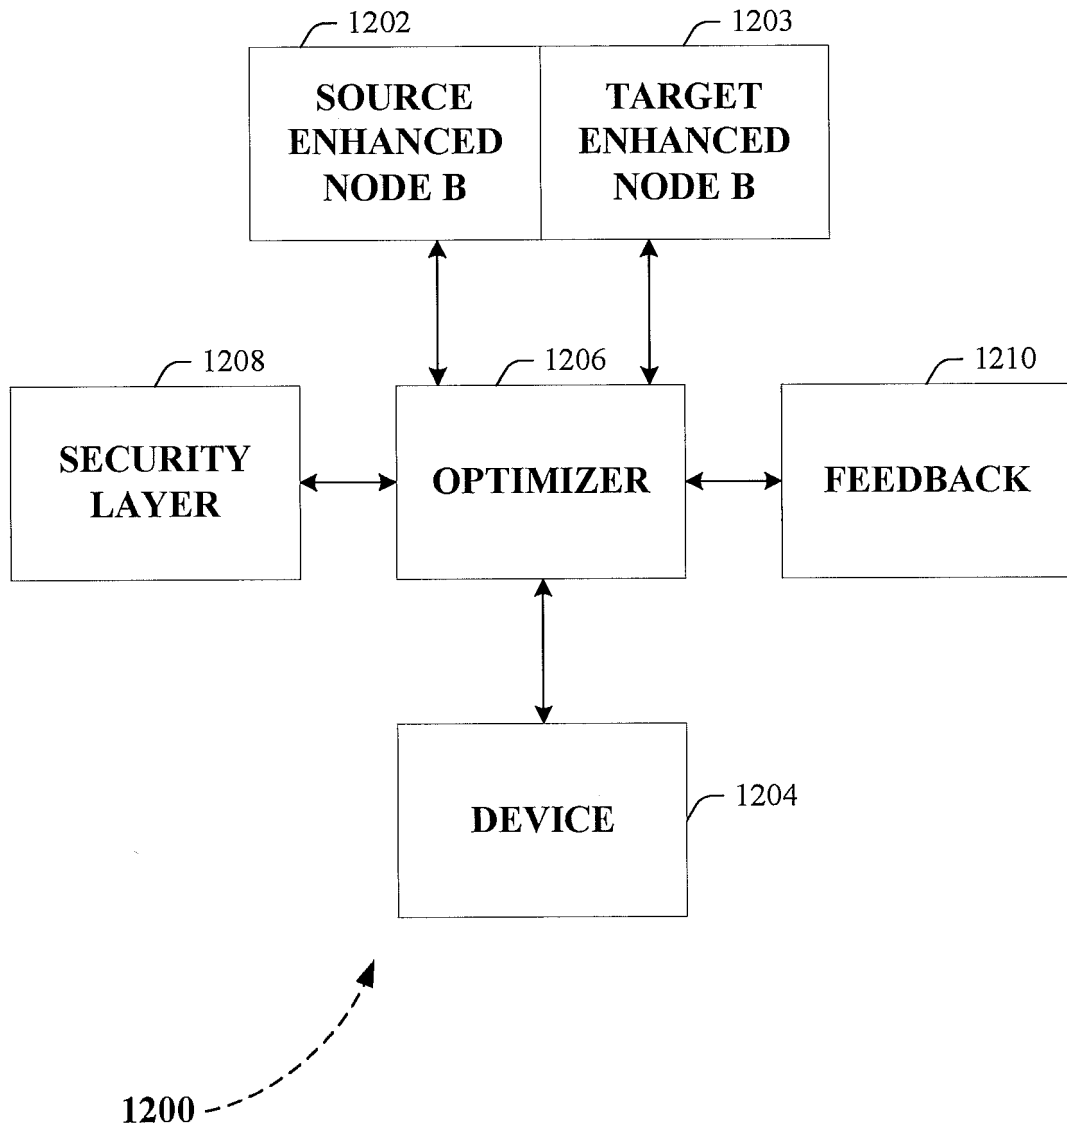 1202
1203
SOURCE
ENHANCED
NODE B
TARGET
ENHANCED
NODE B
1208
1206
1210
SECURITY
LAYER
OPTIMIZER
FEEDBACK
1204
DEVICE
1200